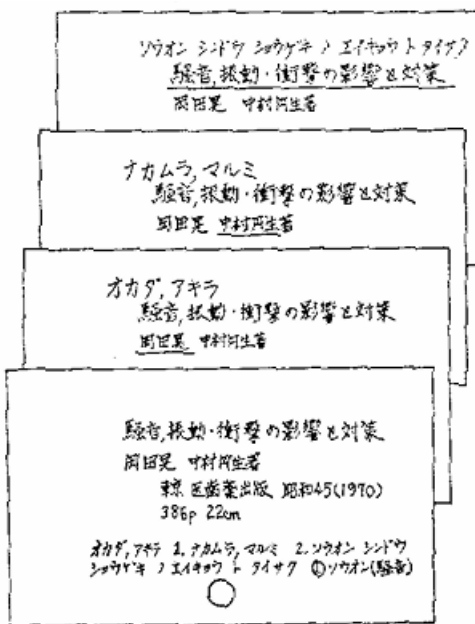 ソウオン シンドウ ショウゲキ ノ エイキョウ ト タイサク
騒音,振動・衝撃の影響と対策
岡田晃 中村円生著
ナカムラ,マルミ
騒音,振動・衝撃の影響と対策
岡田晃 中村円生著
オカダ,アキラ
騒音,振動・衝撃の影響と対策
岡田晃 中村円生著
騒音,振動・衝撃の影響と対策
岡田晃 中村円生著
東京 医歯薬出版 昭和45(1970)
386p 22cm
オカダ,アキラ 1.ナカムラ,マルミ 2.ソウオン シンドウ
ショウゲキ ノ エイキョウ ト タイサク ①ソウオン(騒音)